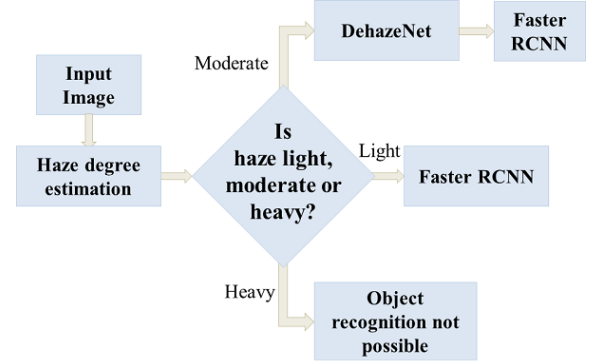 Input
Image
Haze degree
estimation
Is
haze light,
moderate or
heavy?
Moderate
DehazeNet
Faster
RCNN
Light
Faster RCNN
Heavy
Object
recognition not
possible